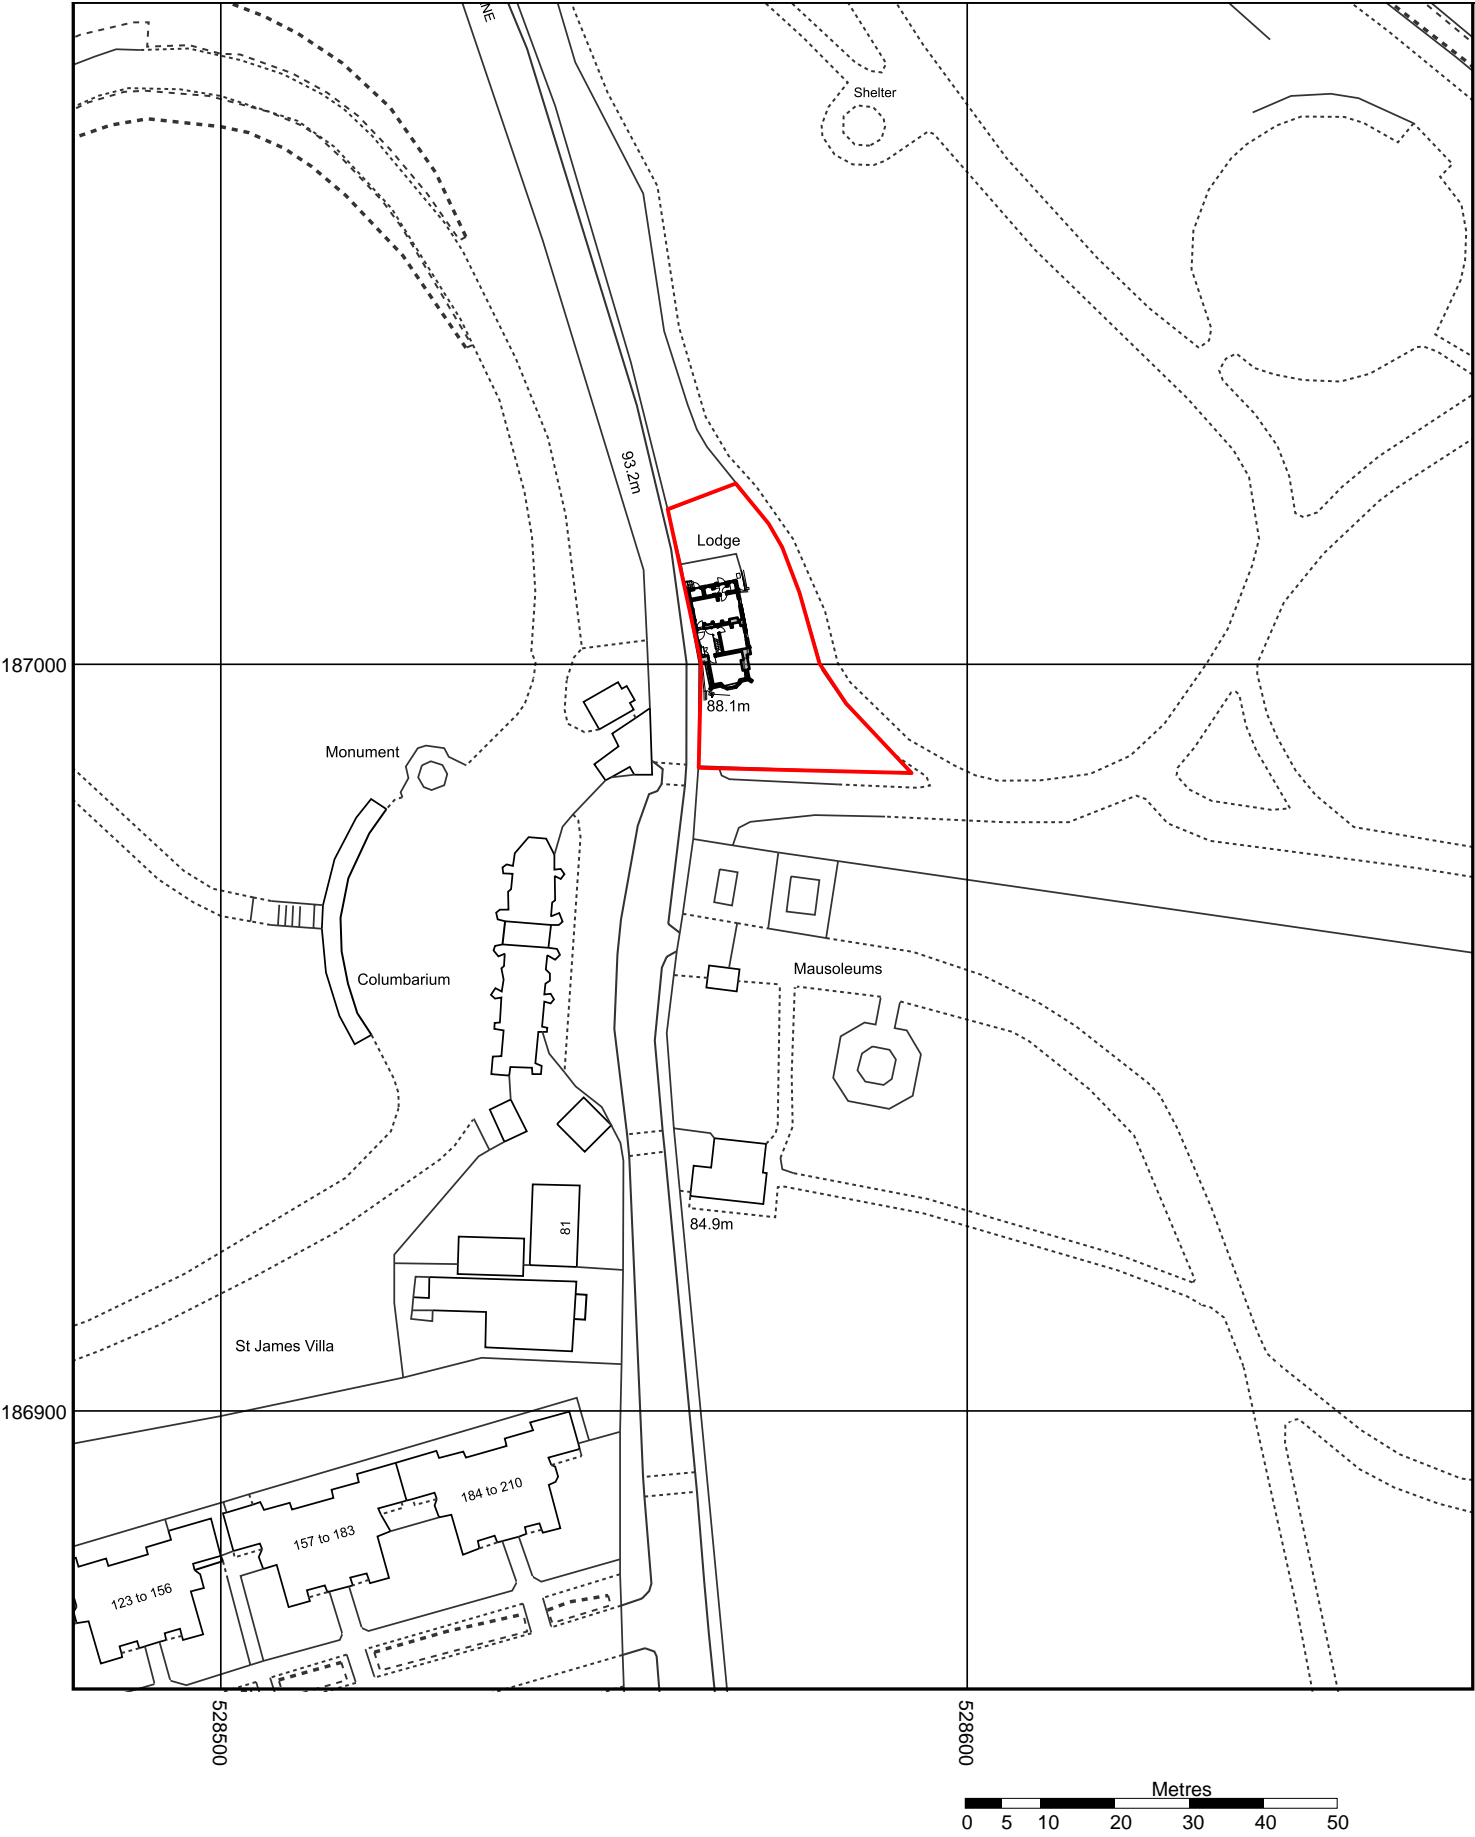 NE
Shelter
93.2m
Lodge
187000
88.1m
Monument
Mausoleums
Columbarium
81
84.9m
St James Villa
186900
184 to 210
157 to 183
123 to 156
528500
528600
Metres
0 5 10 20 30 40 50